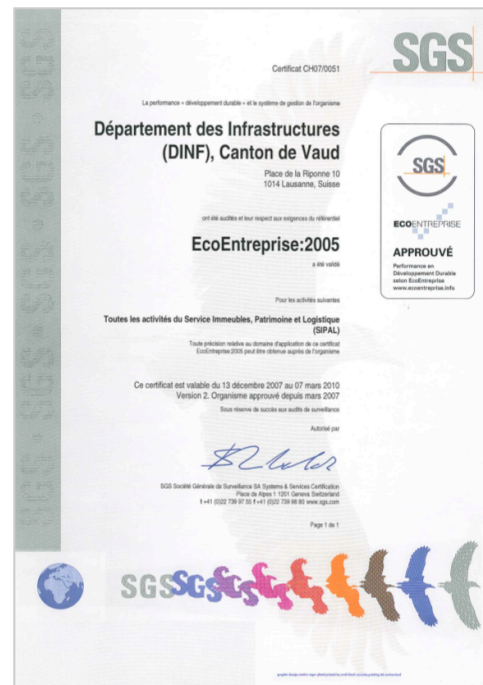 SGS
Certificat CH07/0051
La performance « développement durable » et le système de gestion de l'organisme
Département des Infrastructures
(DINF), Canton de Vaud
Place de la Riponne 10
1014 Lausanne, Suisse
ont été audités et leur respect aux exigences du référentiel
EcoEntreprise:2005
a été validé
Pour les activités suivantes
Toutes les activités du Service Immeubles, Patrimoine et Logistique
(SIPAL)
Toute précision relative au domaine d'application de ce certificat
EcoEntreprise:2005 peut être obtenue auprès de l'organisme
Ce certificat est valable du 13 décembre 2007 au 07 mars 2010
Version 2. Organisme approuvé depuis mars 2007
Sous réserve de succès aux audits de surveillance
Autorisé par
SGS Société Générale de Surveillance SA Systems & Services Certification
Place de Alpes 1 1201 Geneva Switzerland
t +41 (0)22 739 97 55 f +41 (0)22 739 98 80 www.sgs.com
Page 1 de 1
SGS
ECOENTREPRISE
APPROUVÉ
Performance en
Développement Durable
selon EcoEntreprise
www.ecoentreprise.info
SGS SGS SGS SGS SGS SGS
SGSSGSSGS